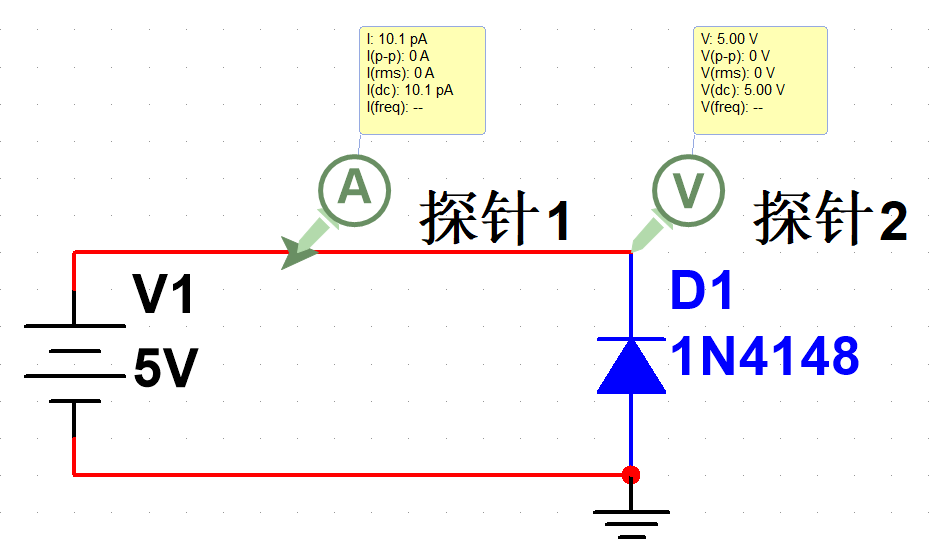 I: 10.1 pA
I(p-p): 0 A
I(rms): 0 A
I(dc): 10.1 pA
I(freq): --
V: 5.00 V
V(p-p): 0 V
V(rms): 0 V
V(dc): 5.00 V
V(freq): --
A
探针1
V
探针2
V1
5V
D1
1N4148